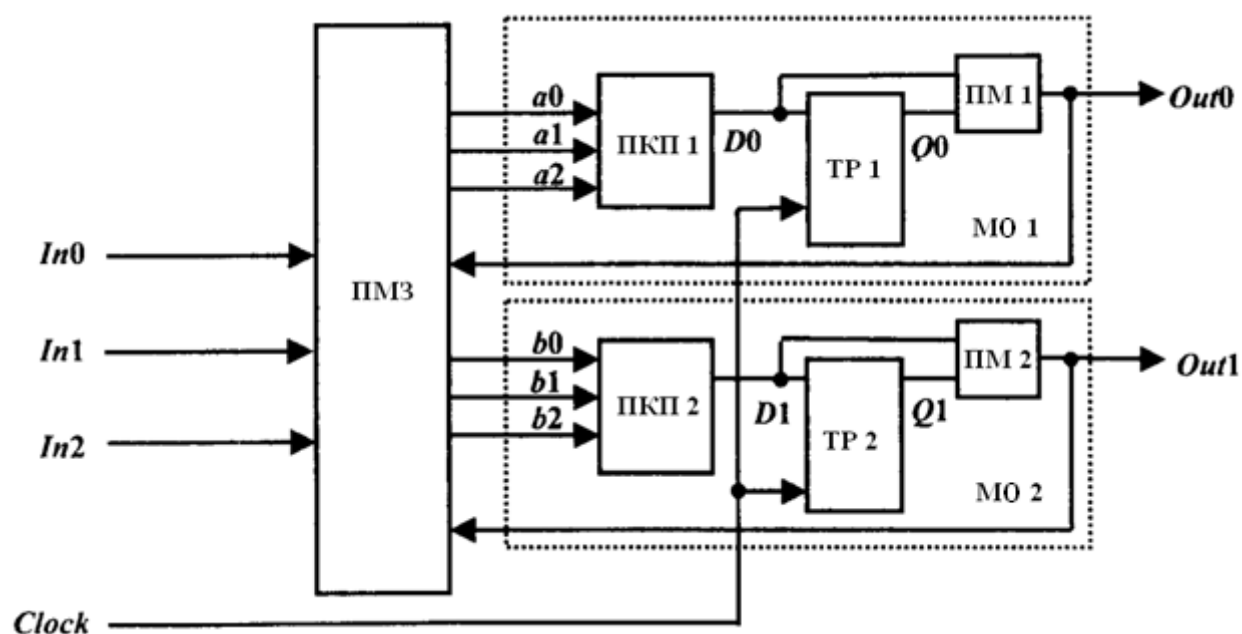 a0
a1
a2
ПКП 1
D0
ТР 1
Q0
ПМ 1
Out0
МО 1
In0
In1
In2
ПМЗ
b0
b1
b2
ПКП 2
D1
ТР 2
Q1
ПМ 2
Out1
МО 2
Clock